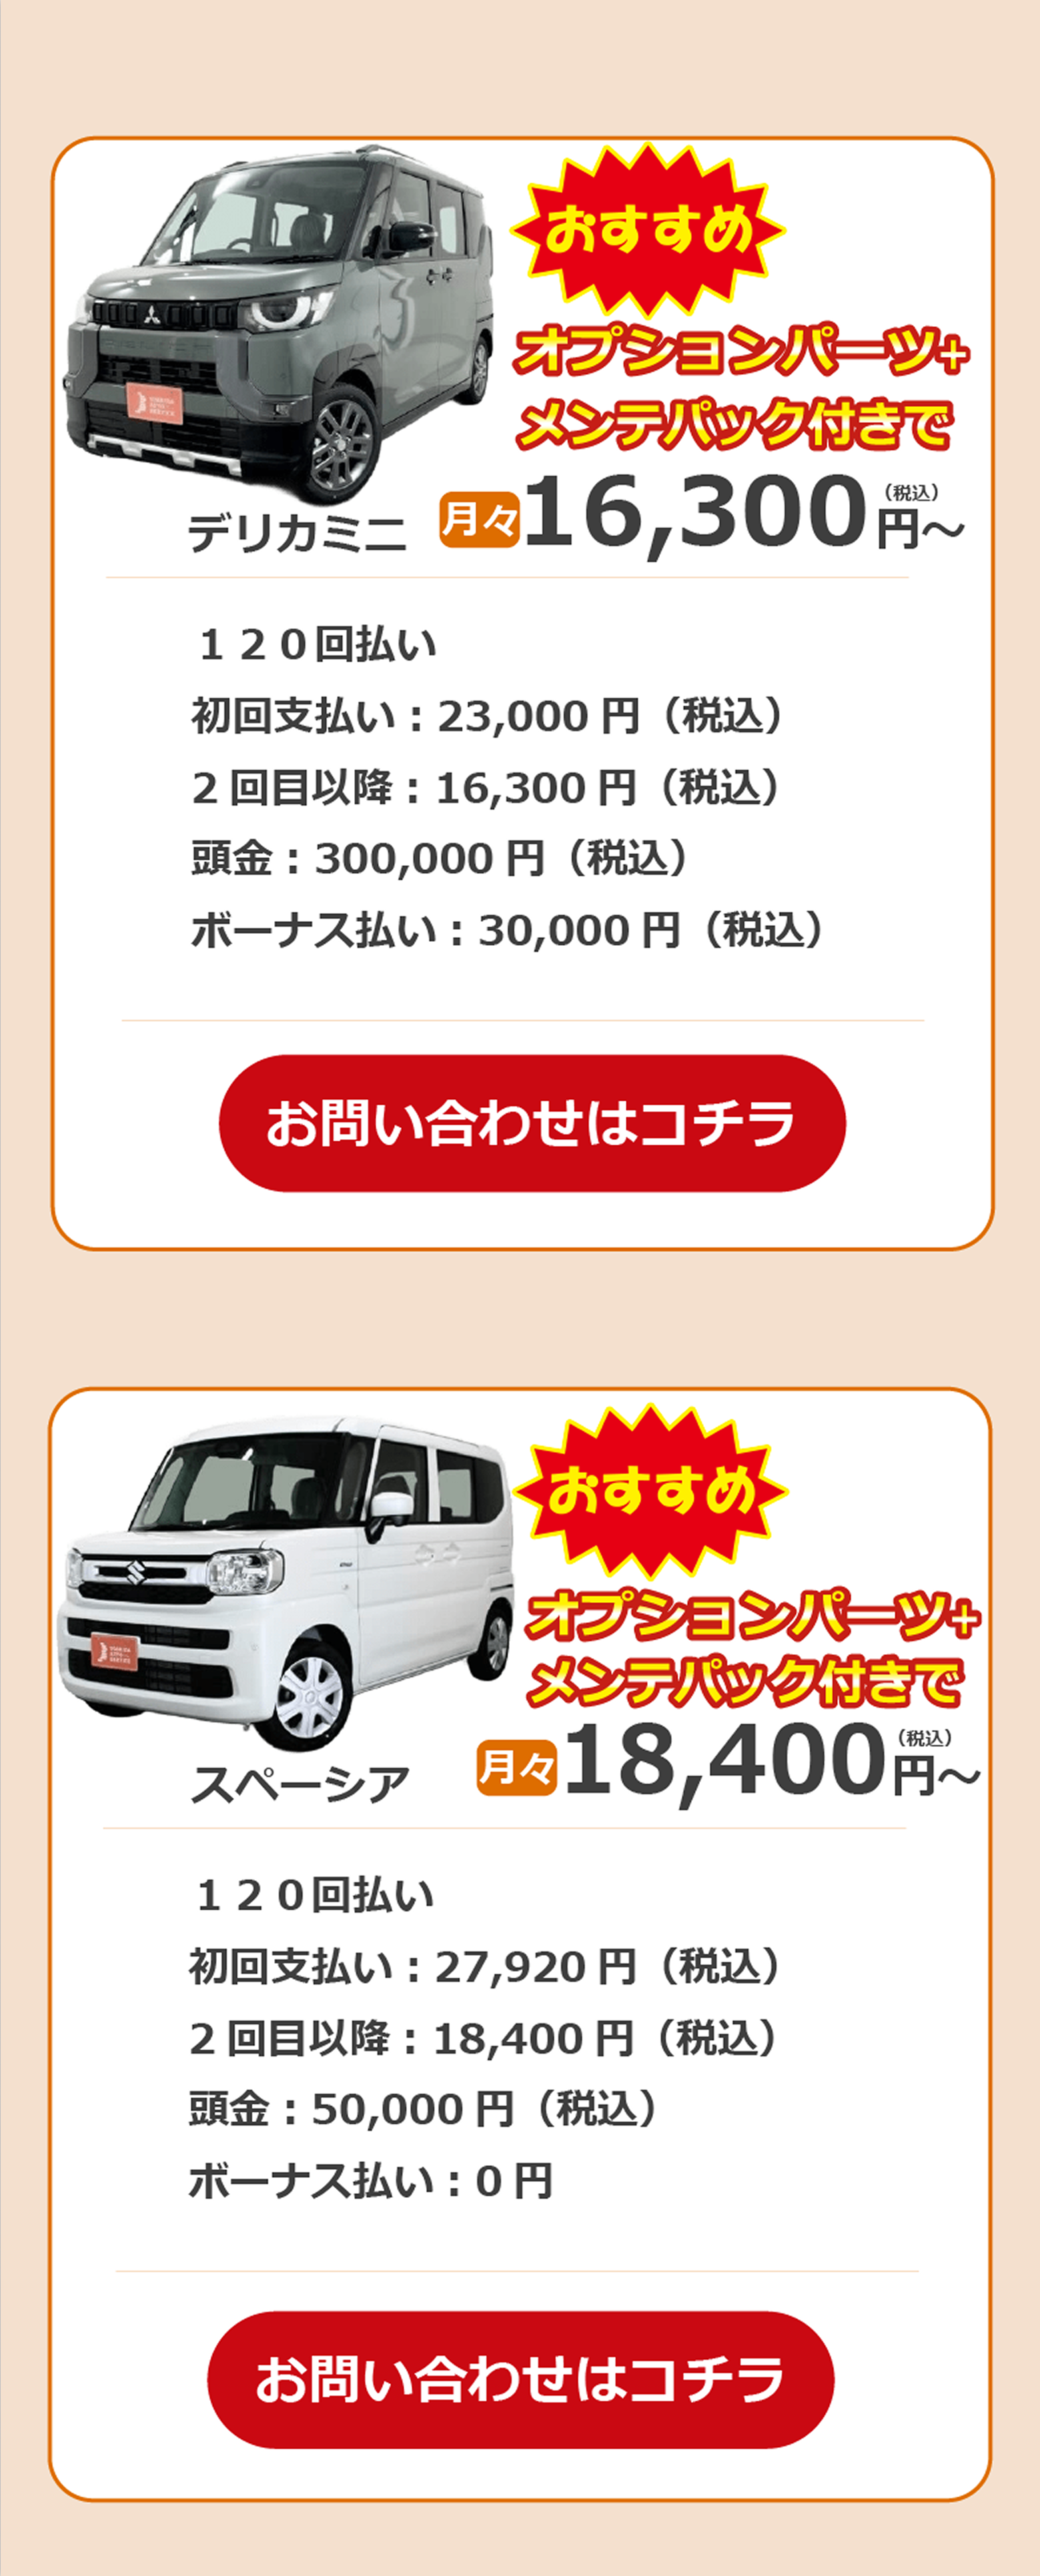 おすすめ
オプションパーツ+
メンテパック付きで
デリカミニ
月々16,300円～
（税込）
１２０回払い
初回支払い：23,000 円（税込）
2 回目以降：16,300 円（税込）
頭金：300,000 円（税込）
ボーナス払い：30,000 円（税込）
お問い合わせはコチラ
おすすめ
オプションパーツ+
メンテパック付きで
スペーシア
月々18,400円～
（税込）
１２０回払い
初回支払い：27,920 円（税込）
2 回目以降：18,400 円（税込）
頭金：50,000 円（税込）
ボーナス払い：0 円
お問い合わせはコチラ